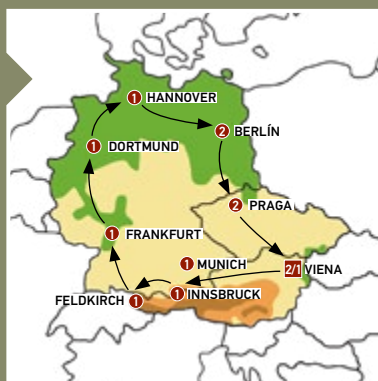 1 HANNOVER
2 BERLÍN
1 DORTMUND
2 PRAGA
1 FRANKFURT
1 MUNICH
2/1 VIENA
FELDKIRCH 1
1 INNSBRUCK